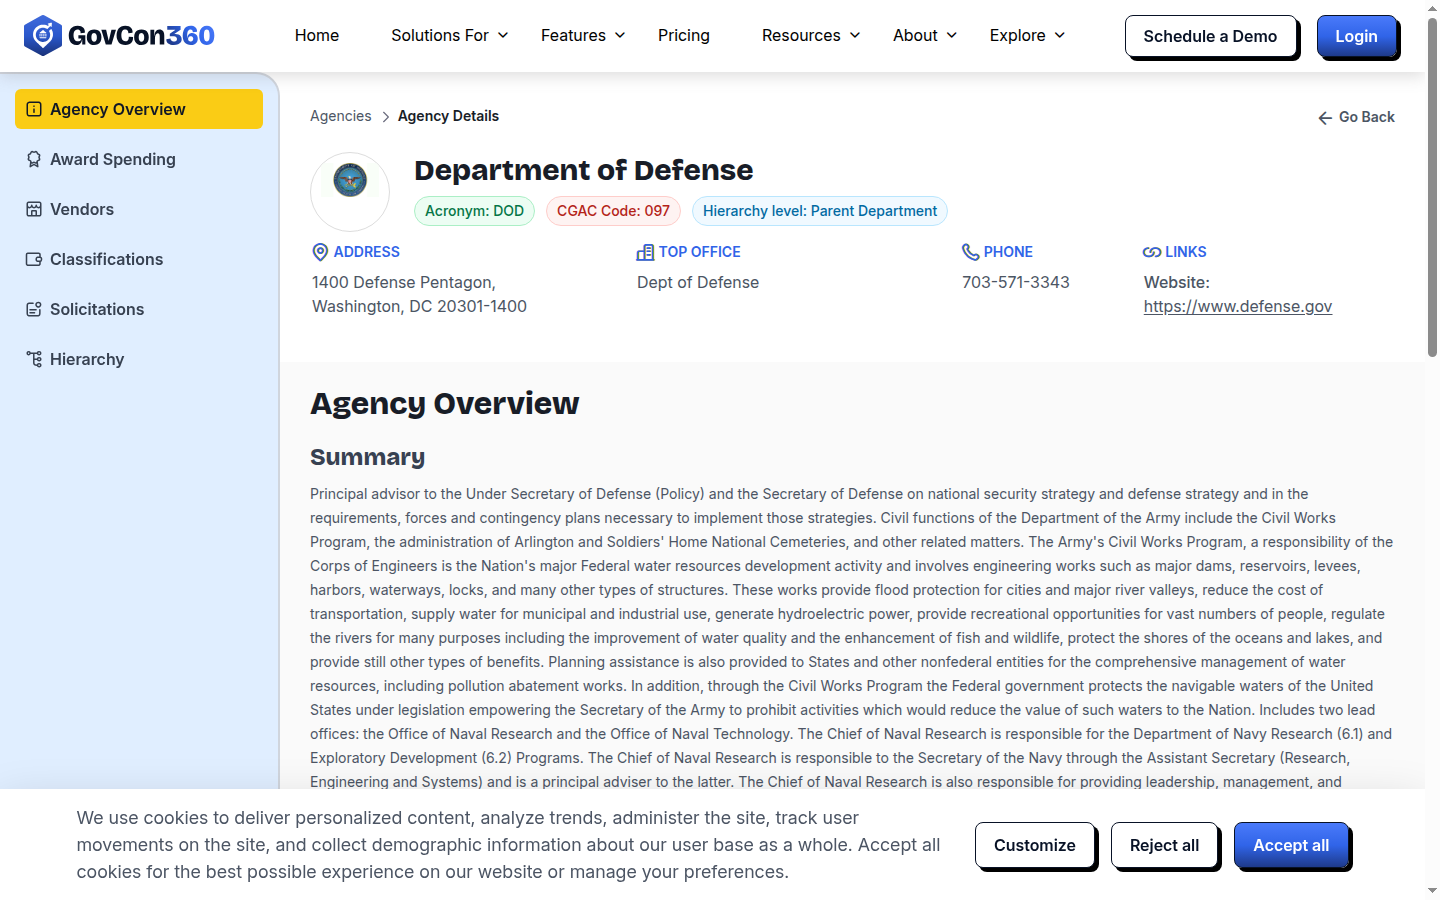 GovCon360
Home
Solutions For
Features
Pricing
Resources
About
Explore
Schedule a Demo
Login
Agency Overview
Award Spending
Vendors
Classifications
Solicitations
Hierarchy
Agencies
Agency Details
Go Back
Department of Defense
Acronym: DOD
CGAC Code: 097
Hierarchy level: Parent Department
ADDRESS
1400 Defense Pentagon,
Washington, DC 20301-1400
TOP OFFICE
Dept of Defense
PHONE
703-571-3343
LINKS
Website:
https://www.defense.gov
Agency Overview
Summary
Principal advisor to the Under Secretary of Defense (Policy) and the Secretary of Defense on national security strategy and defense strategy and in the
requirements, forces and contingency plans necessary to implement those strategies. Civil functions of the Department of the Army include the Civil Works
Program, the administration of Arlington and Soldiers' Home National Cemeteries, and other related matters. The Army's Civil Works Program, a responsibility of the
Corps of Engineers is the Nation's major Federal water resources development activity and involves engineering works such as major dams, reservoirs, levees,
harbors, waterways, locks, and many other types of structures. These works provide flood protection for cities and major river valleys, reduce the cost of
transportation, supply water for municipal and industrial use, generate hydroelectric power, provide recreational opportunities for vast numbers of people, regulate
the rivers for many purposes including the improvement of water quality and the enhancement of fish and wildlife, protect the shores of the oceans and lakes, and
provide still other types of benefits. Planning assistance is also provided to States and other nonfederal entities for the comprehensive management of water
resources, including pollution abatement works. In addition, through the Civil Works Program the Federal government protects the navigable waters of the United
States under legislation empowering the Secretary of the Army to prohibit activities which would reduce the value of such waters to the Nation. Includes two lead
offices: the Office of Naval Research and the Office of Naval Technology. The Chief of Naval Research is responsible for the Department of Navy Research (6.1) and
Exploratory Development (6.2) Programs. The Chief of Naval Research is responsible to the Secretary of the Navy through the Assistant Secretary (Research,
Engineering and Systems) and is a principal adviser to the latter. The Chief of Naval Research is also responsible for providing leadership, management, and
We use cookies to deliver personalized content, analyze trends, administer the site, track user
movements on the site, and collect demographic information about our user base as a whole. Accept all
cookies for the best possible experience on our website or manage your preferences.
Customize
Reject all
Accept all